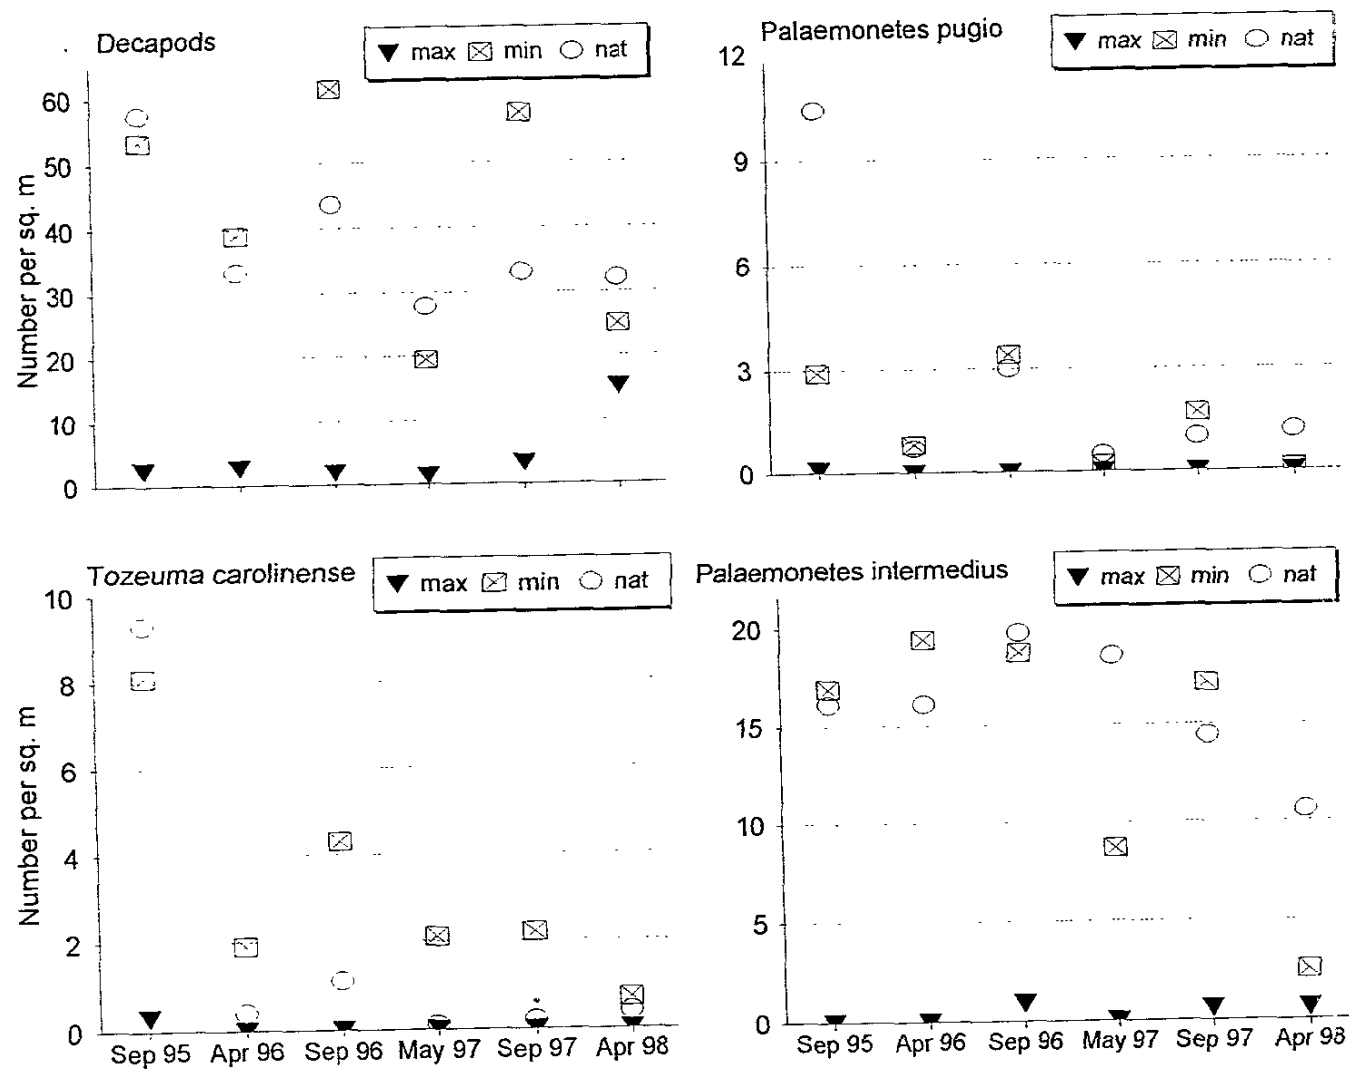 Decapods
max min nat
Number per sq. m
60
50
40
30
20
10
0
Palaemonetes pugio
max min nat
12
9
6
3
0
Tozeuma carolinense
max min nat
Number per sq. m
10
8
6
4
2
0
Sep 95 Apr 96 Sep 96 May 97 Sep 97 Apr 98
Palaemonetes intermedius
max min nat
20
15
10
5
0
Sep 95 Apr 96 Sep 96 May 97 Sep 97 Apr 98